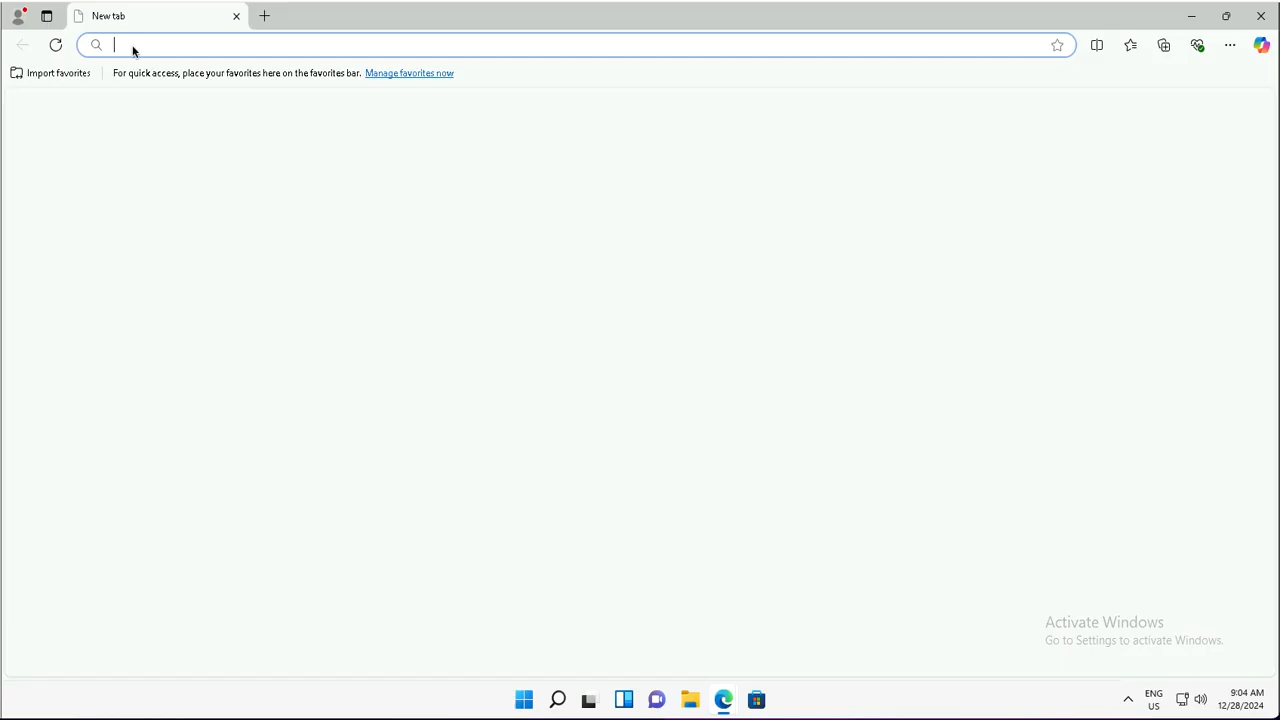 New tab
Import favorites
For quick access, place your favorites here on the favorites bar. Manage favorites now
Activate Windows
Go to Settings to activate Windows.
ENG
US
9:04 AM
12/28/2024